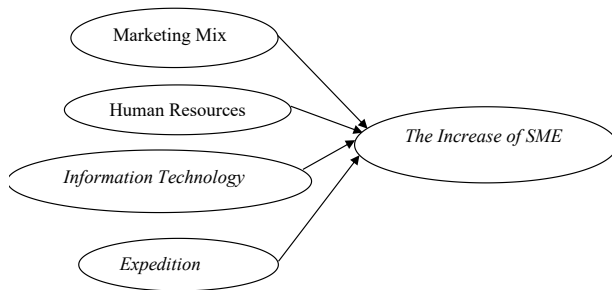 Marketing Mix
Human Resources
The Increase of SME
Information Technology
Expedition